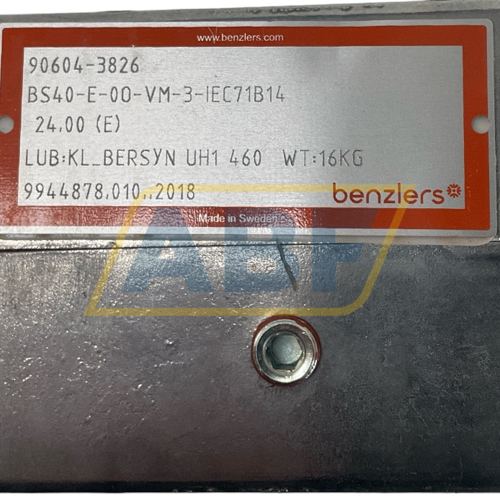 www.benzlers.com
90604-3826
BS40-E-00-VM-3-IEC71B14
24.00 (E)
LUB:KL_BERSYN UH1 460 WT:16KG
9944878.010..2018
benzlers
Made in Sweden
ABF